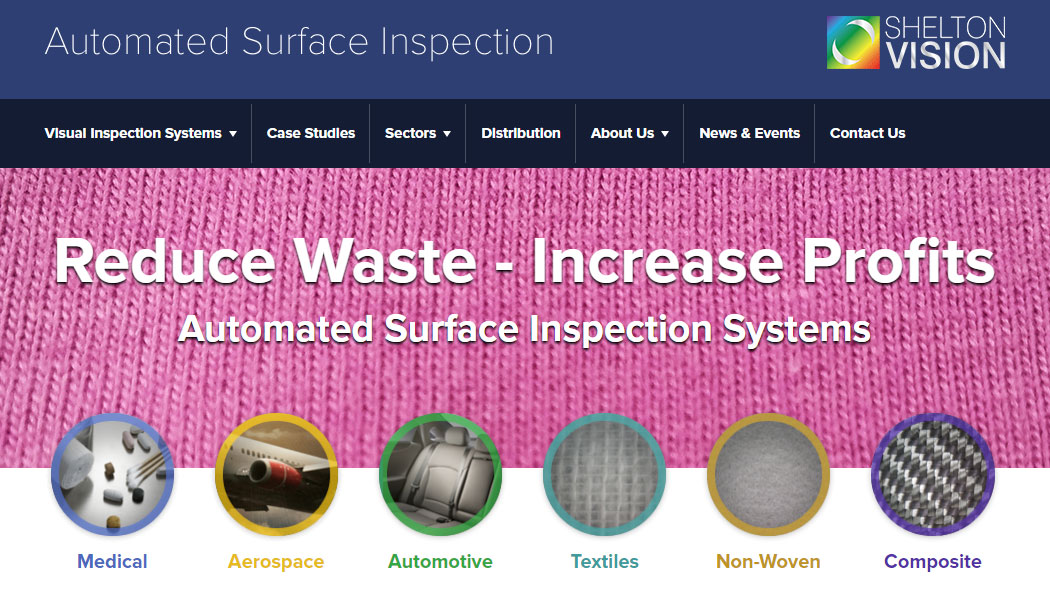 Automated Surface Inspection
SHELTON
VISION
Visual Inspection Systems
Case Studies
Sectors
Distribution
About Us
News & Events
Contact Us
Reduce Waste - Increase Profits
Automated Surface Inspection Systems
Medical
Aerospace
Automotive
Textiles
Non-Woven
Composite